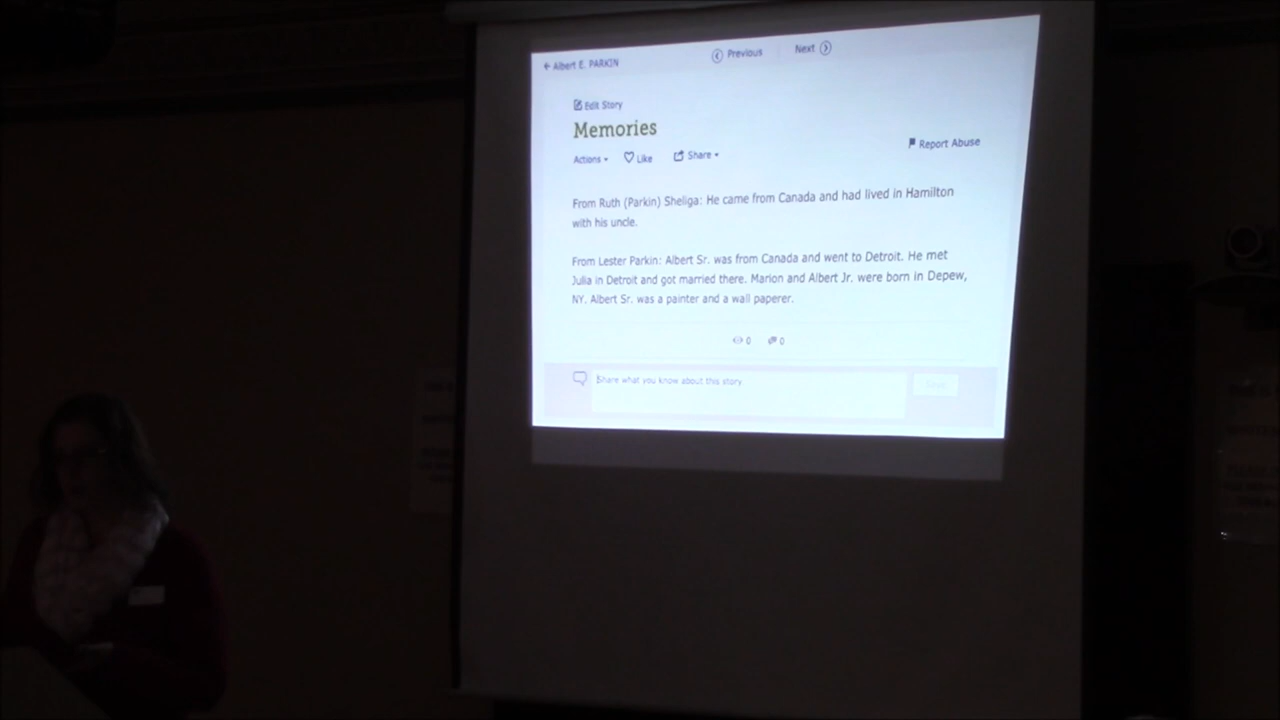 ← Albert E. PARKIN
Previous
Next
Edit Story
Memories
Actions
Like
Share
Report Abuse
From Ruth (Parkin) Sheliga: He came from Canada and had lived in Hamilton
with his uncle.
From Lester Parkin: Albert Sr. was from Canada and went to Detroit. He met
Julia in Detroit and got married there. Marion and Albert Jr. were born in Depew,
NY. Albert Sr. was a painter and a wall paperer.
0
0
Share what you know about this story